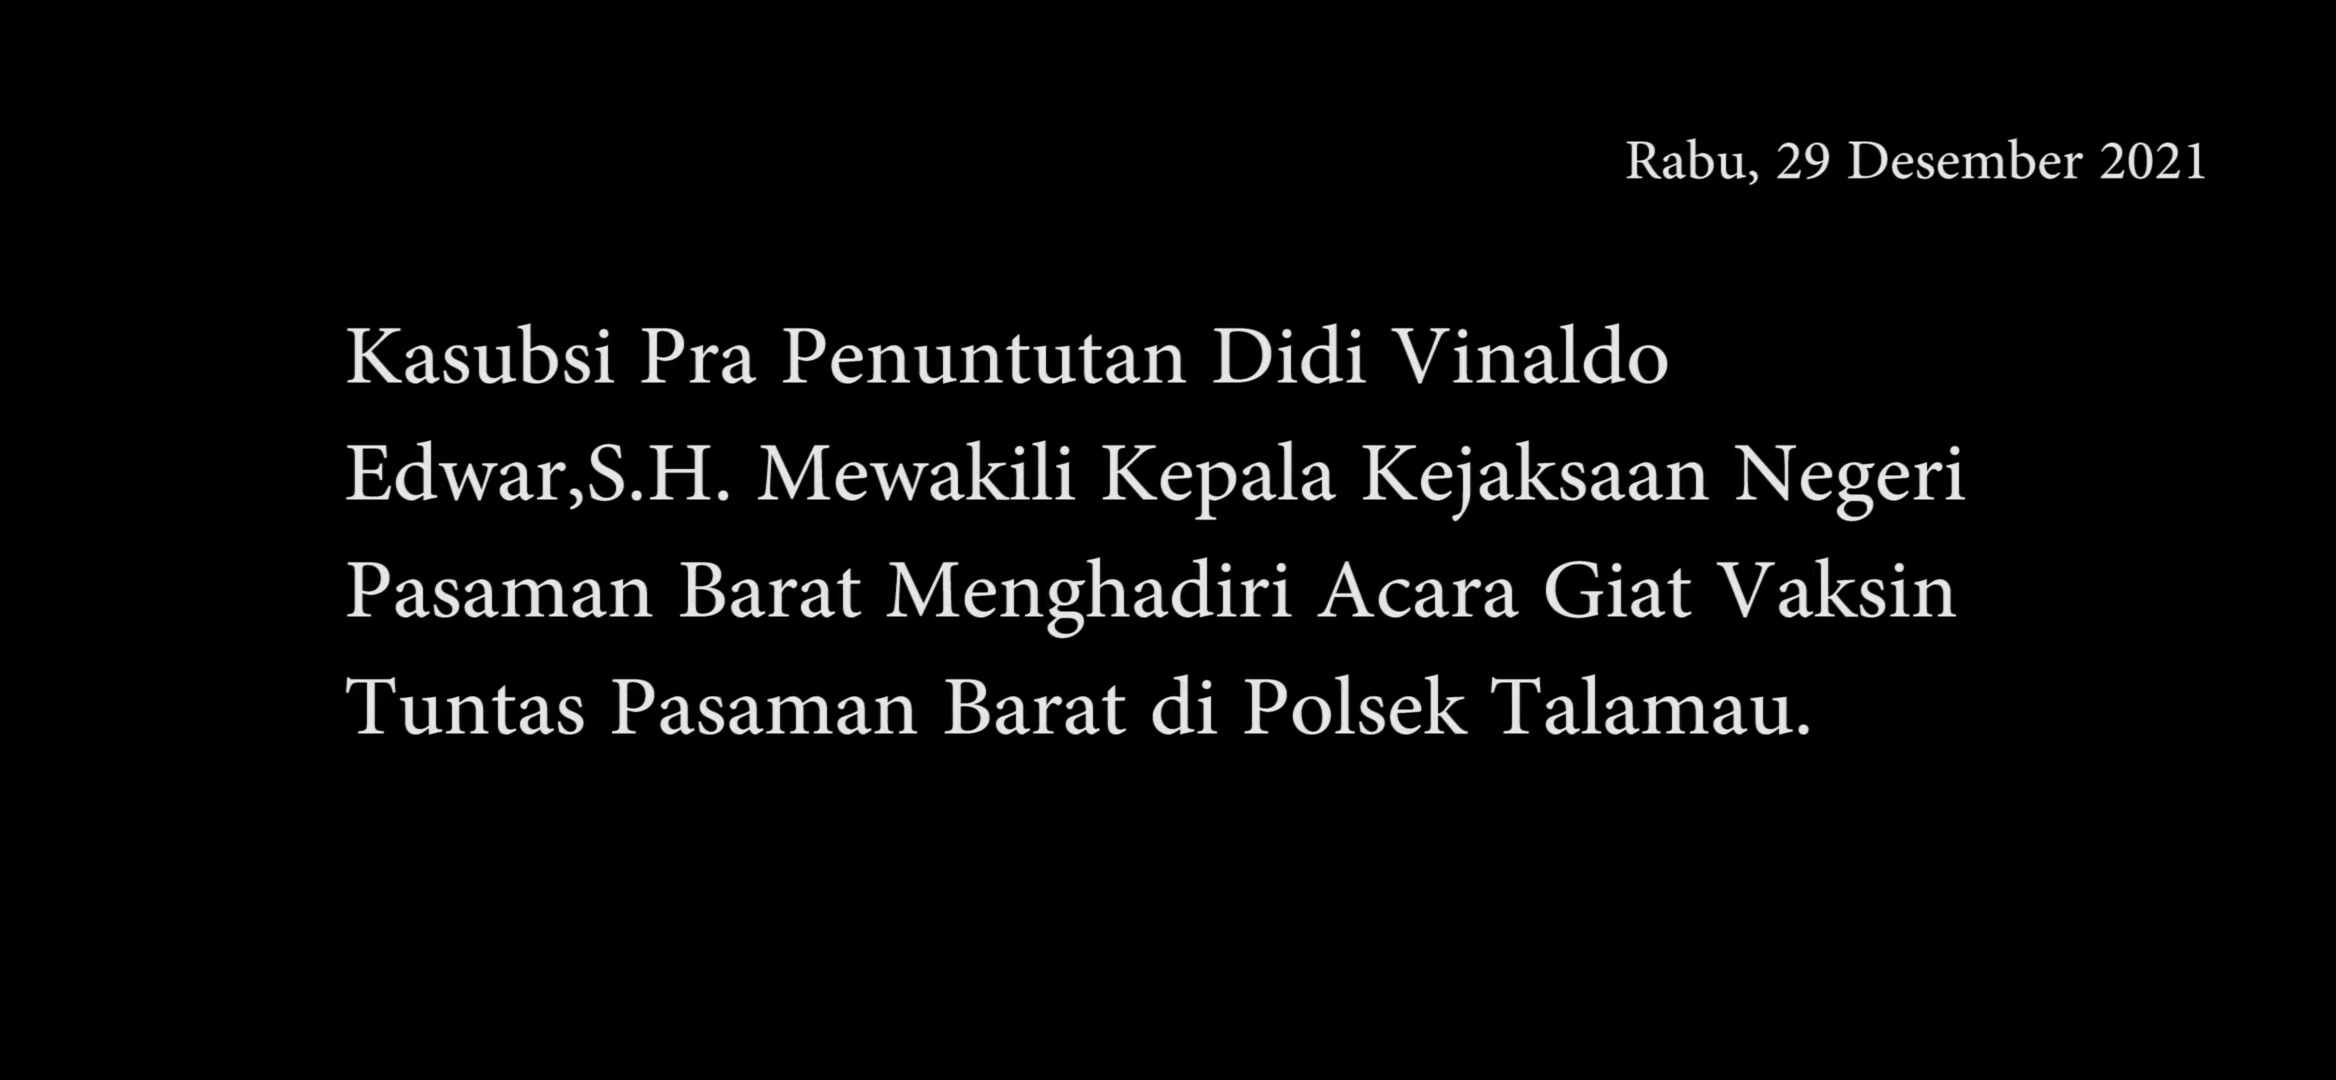 Rabu, 29 Desember 2021
Kasubsi Pra Penuntutan Didi Vinaldo
Edwar,S.H. Mewakili Kepala Kejaksaan Negeri
Pasaman Barat Menghadiri Acara Giat Vaksin
Tuntas Pasaman Barat di Polsek Talamau.